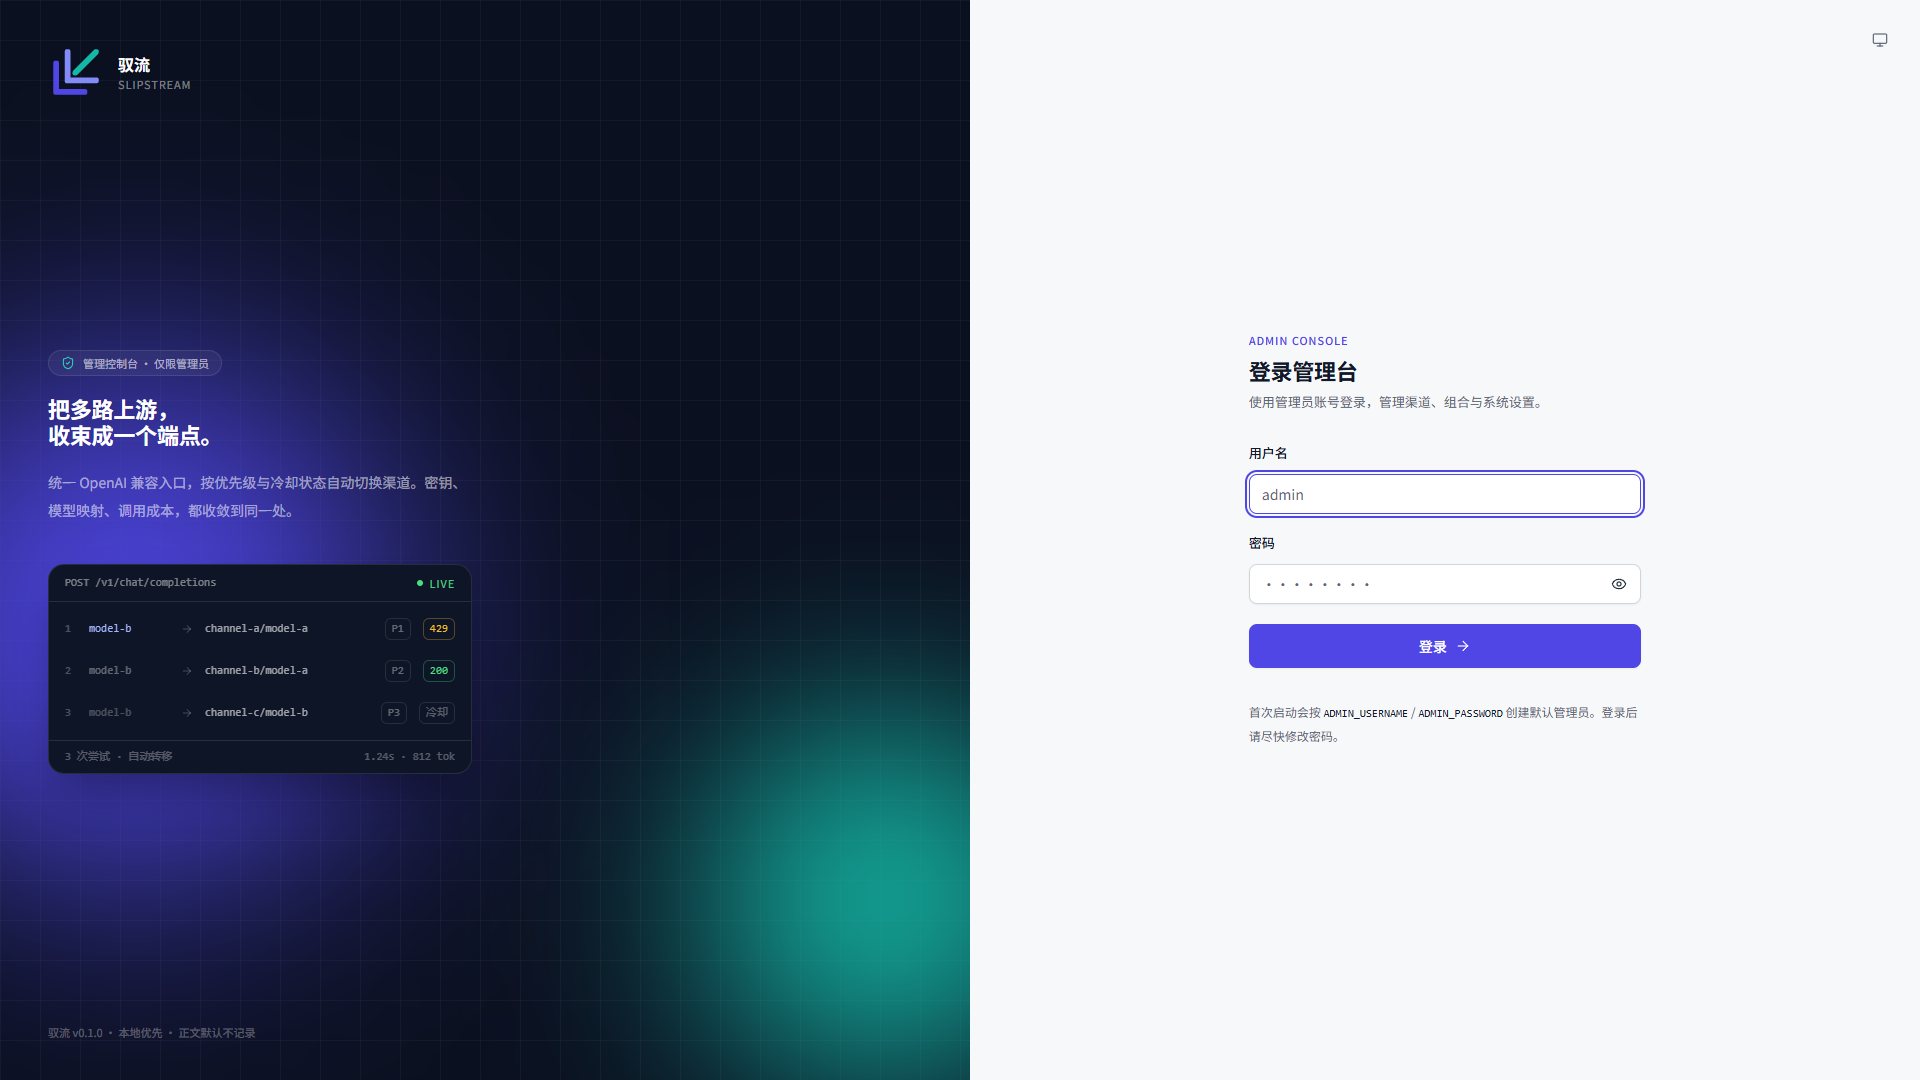 驭流
SLIPSTREAM
管理控制台 · 仅限管理员
把多路上游，
收束成一个端点。
统一 OpenAI 兼容入口，按优先级与冷却状态自动切换渠道。密钥、
模型映射、调用成本，都收敛到同一处。
POST /v1/chat/completions
LIVE
1 model-b → channel-a/model-a P1 429
2 model-b → channel-b/model-a P2 200
3 model-b → channel-c/model-b P3 冷却
3 次尝试 · 自动转移
1.24s · 812 tok
驭流 v0.1.0 · 本地优先 · 正文默认不记录
ADMIN CONSOLE
登录管理台
使用管理员账号登录，管理渠道、组合与系统设置。
用户名
admin
密码
········
登录 →
首次启动会按 ADMIN_USERNAME / ADMIN_PASSWORD 创建默认管理员。登录后
请尽快修改密码。